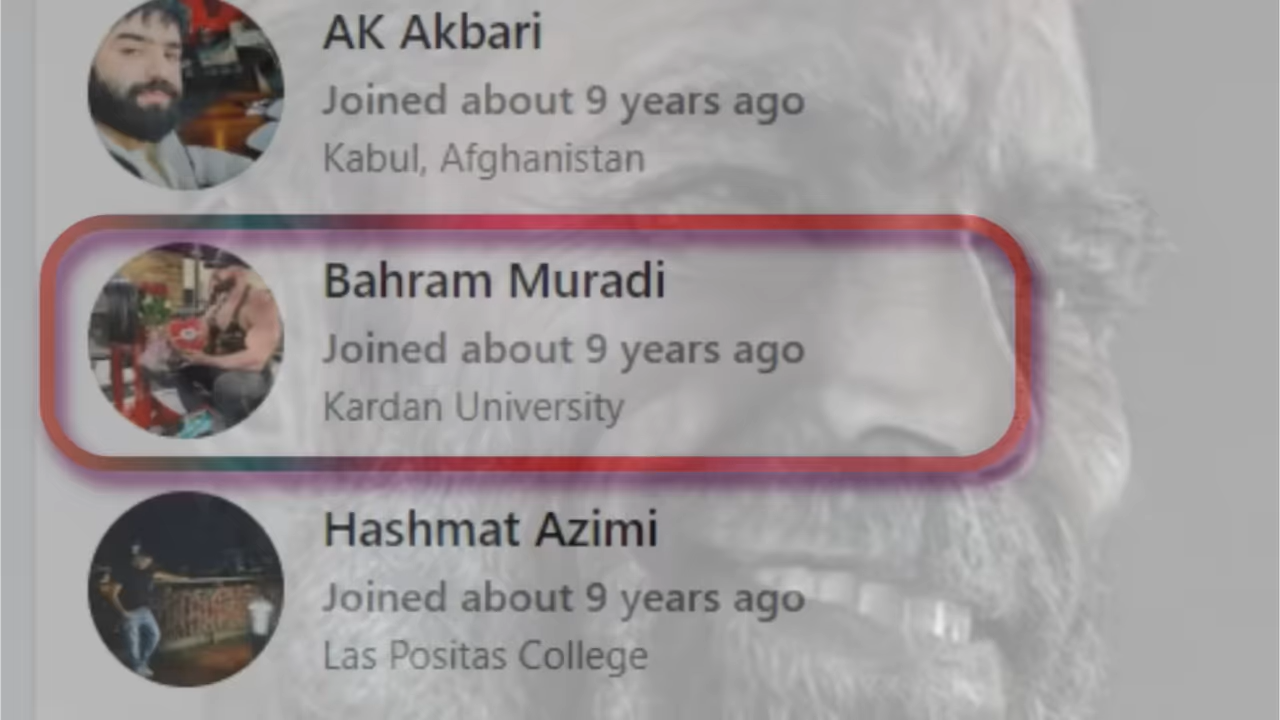 AK Akbari
Joined about 9 years ago
Kabul, Afghanistan
Bahram Muradi
Joined about 9 years ago
Kardan University
Hashmat Azimi
Joined about 9 years ago
Las Positas College